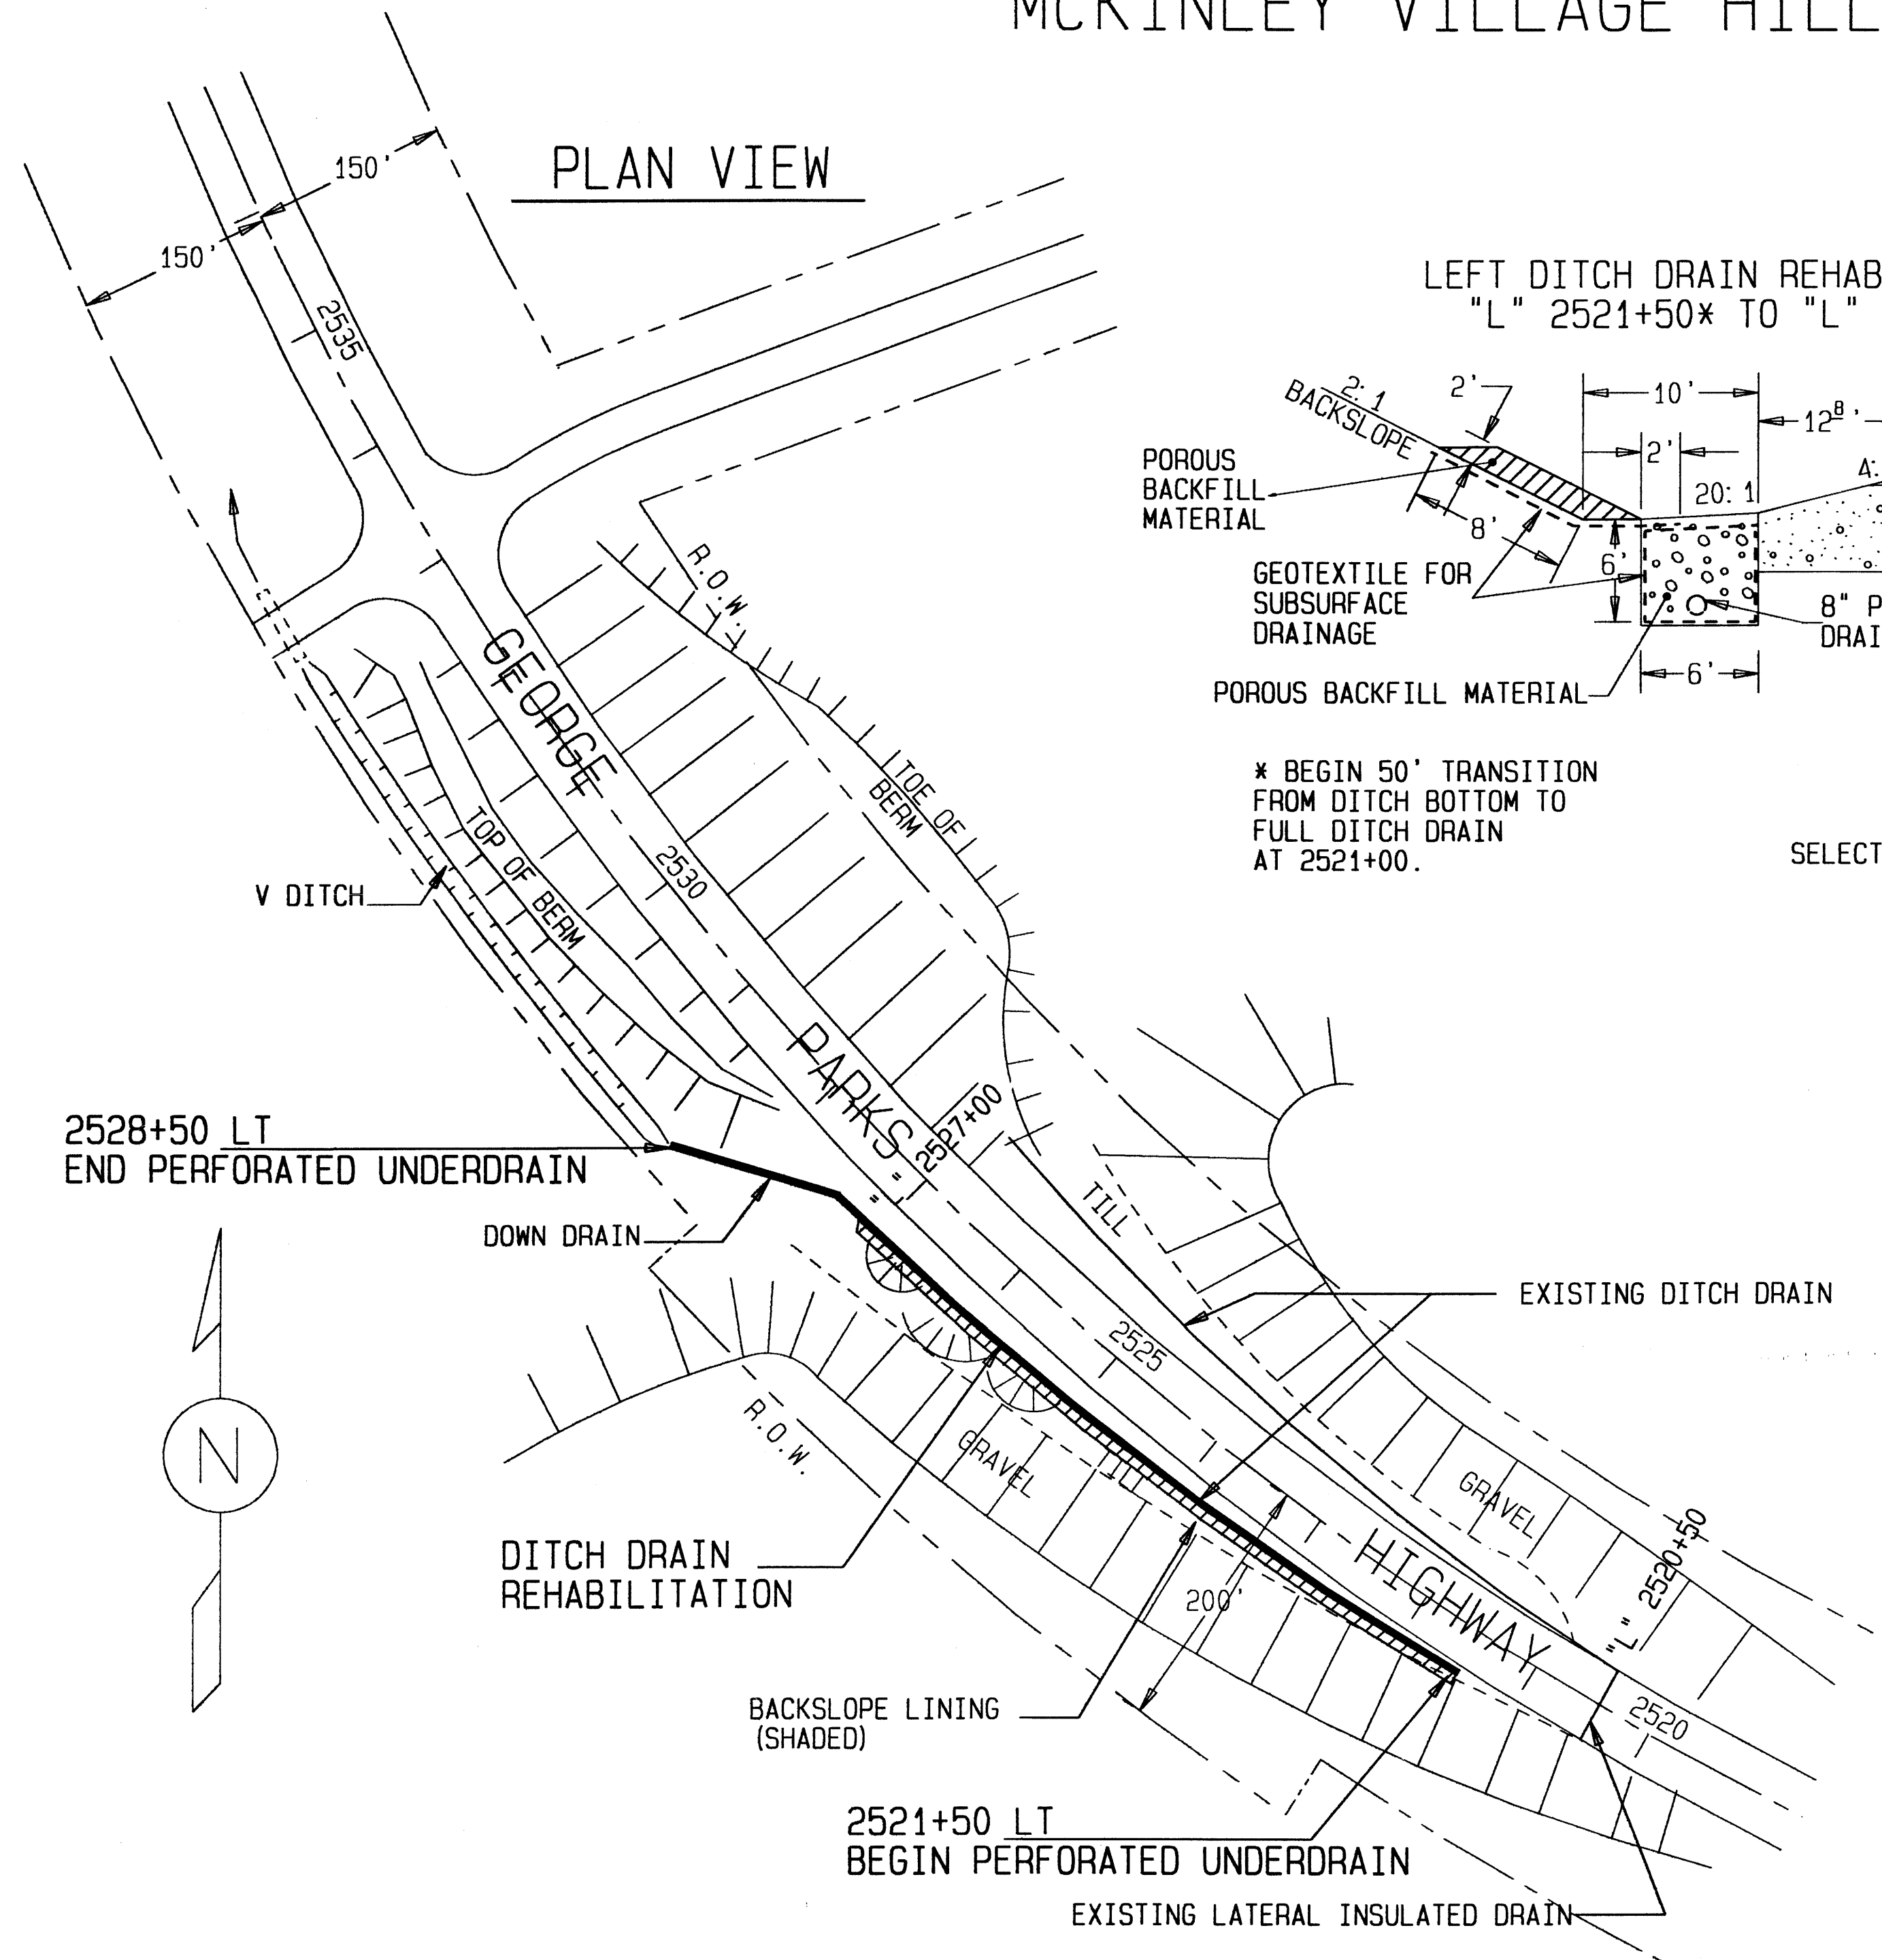 MCKINLEY VILLAGE HILL
PLAN VIEW
150'
150'
2535
LEFT DITCH DRAIN REHAB
"L" 2521+50* TO "L"
2:1
BACKSLOPE
2'
10'
12⁸'
2'
4:
20:1
POROUS
BACKFILL
MATERIAL
8'
6'
GEOTEXTILE FOR
SUBSURFACE
DRAINAGE
8" P
DRAI
6'
POROUS BACKFILL MATERIAL
* BEGIN 50' TRANSITION
FROM DITCH BOTTOM TO
FULL DITCH DRAIN
AT 2521+00.
SELECT
R.O.W.
GEORGE
TOE OF
BERM
TOP OF BERM
2530
V DITCH
PARKS
2527+00
"L"
2528+50 LT
END PERFORATED UNDERDRAIN
DOWN DRAIN
TILL
EXISTING DITCH DRAIN
2525
N
R.O.W.
GRAVEL
TILL
GRAVEL
DITCH DRAIN
REHABILITATION
200'
HIGHWAY
"L" 2520+50
2520
BACKSLOPE LINING
(SHADED)
2521+50 LT
BEGIN PERFORATED UNDERDRAIN
EXISTING LATERAL INSULATED DRAIN